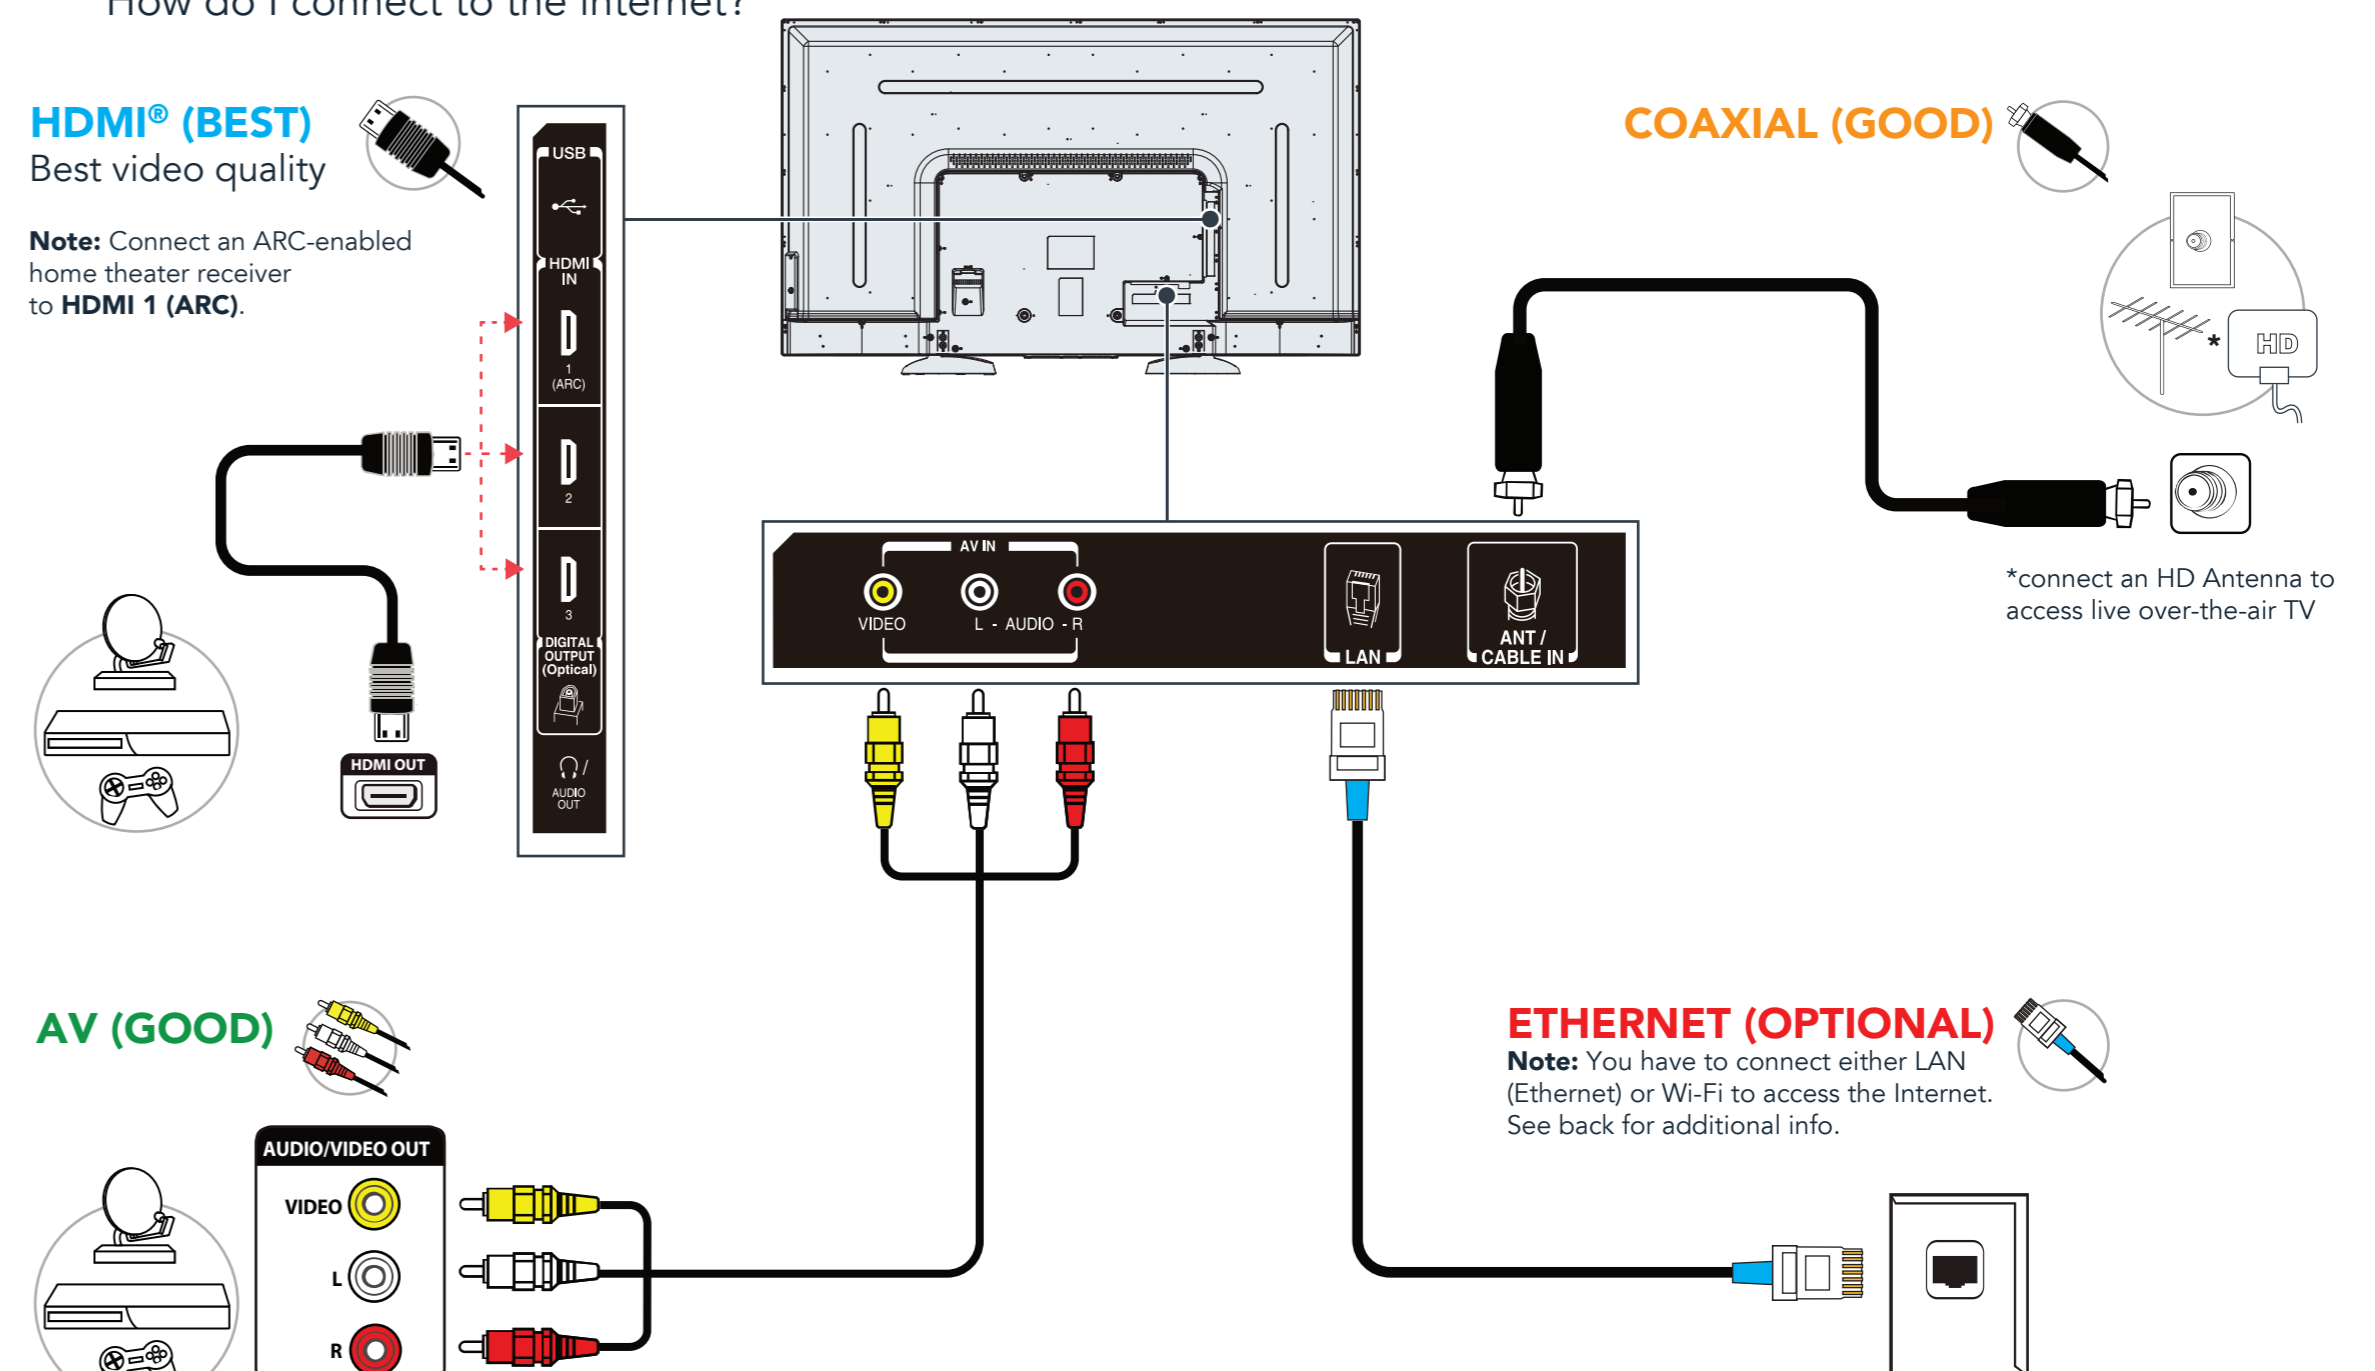 How do I connect to the Internet?
HDMI® (BEST)
Best video quality
Note: Connect an ARC-enabled
home theater receiver
to HDMI 1 (ARC).
USB
HDMI
IN
1
(ARC)
2
3
DIGITAL
OUTPUT
(Optical)
/
AUDIO
OUT
HDMI OUT
COAXIAL (GOOD)
*
HD
*connect an HD Antenna to
access live over-the-air TV
AV IN
VIDEO
L - AUDIO - R
LAN
ANT /
CABLE IN
AV (GOOD)
AUDIO/VIDEO OUT
VIDEO
L
R
ETHERNET (OPTIONAL)
Note: You have to connect either LAN
(Ethernet) or Wi-Fi to access the Internet.
See back for additional info.